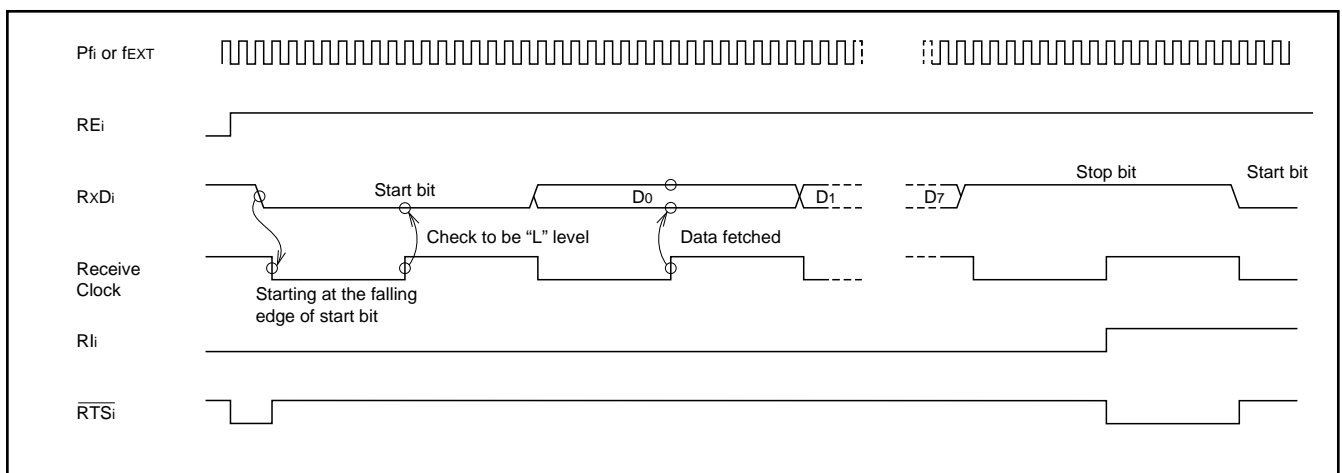 Pfi or fEXT
REi
RxDi
Start bit
D0
D1
D7
Stop bit
Start bit
Check to be “L” level
Data fetched
Receive
Clock
Starting at the falling
edge of start bit
RIi
RTSi